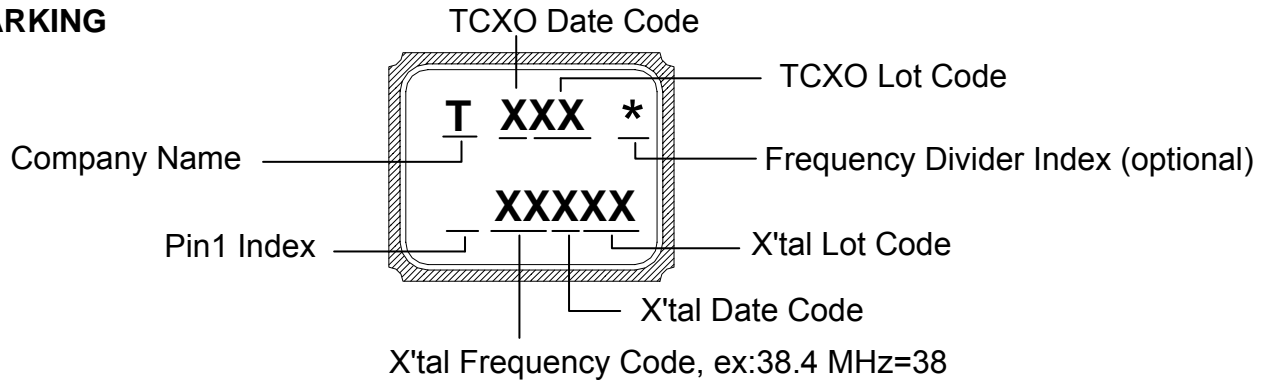 ARKING
TCXO Date Code
TCXO Lot Code
T XXX *
Company Name
Frequency Divider Index (optional)
XXXXX
Pin1 Index
X'tal Lot Code
X'tal Date Code
X'tal Frequency Code, ex:38.4 MHz=38